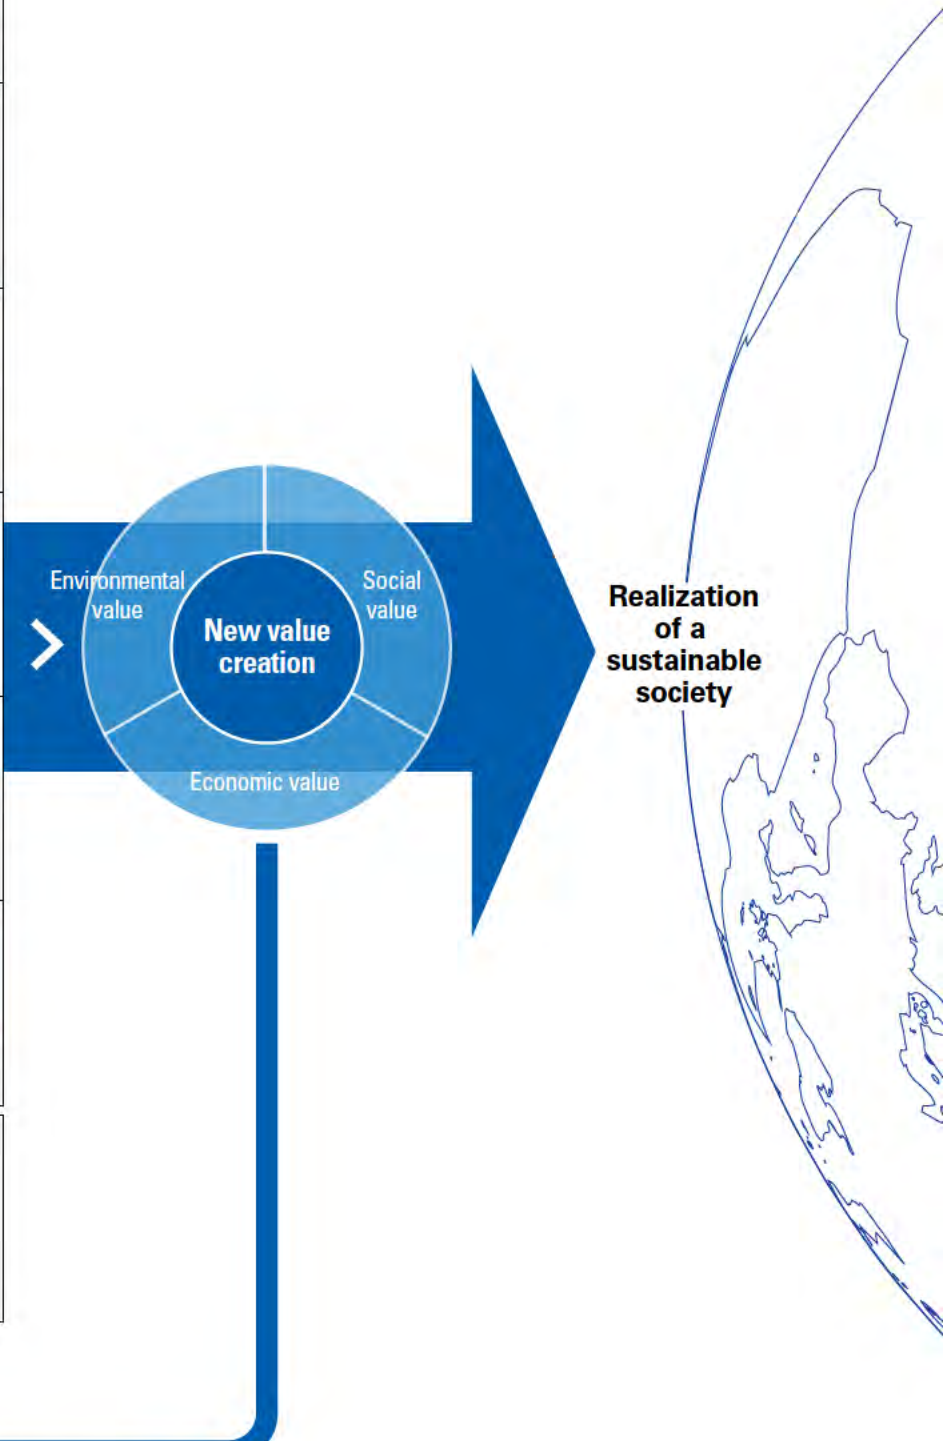 Environmental
value
Social
value
New value
creation
Economic value
Realization
of a
sustainable
society